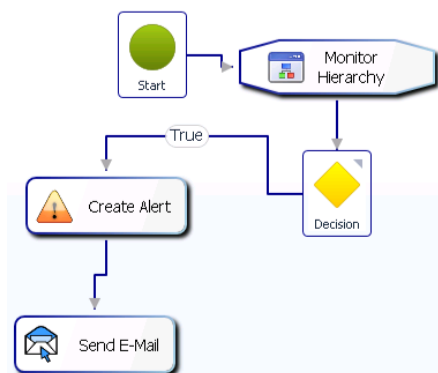 Start
Monitor
Hierarchy
True
Create Alert
Decision
Send E-Mail